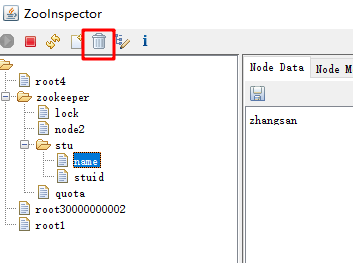 ZooInspector
root4
zookeeper
lock
node2
stu
name
stuid
quota
root30000000002
root1
Node Data
Node M
zhangsan